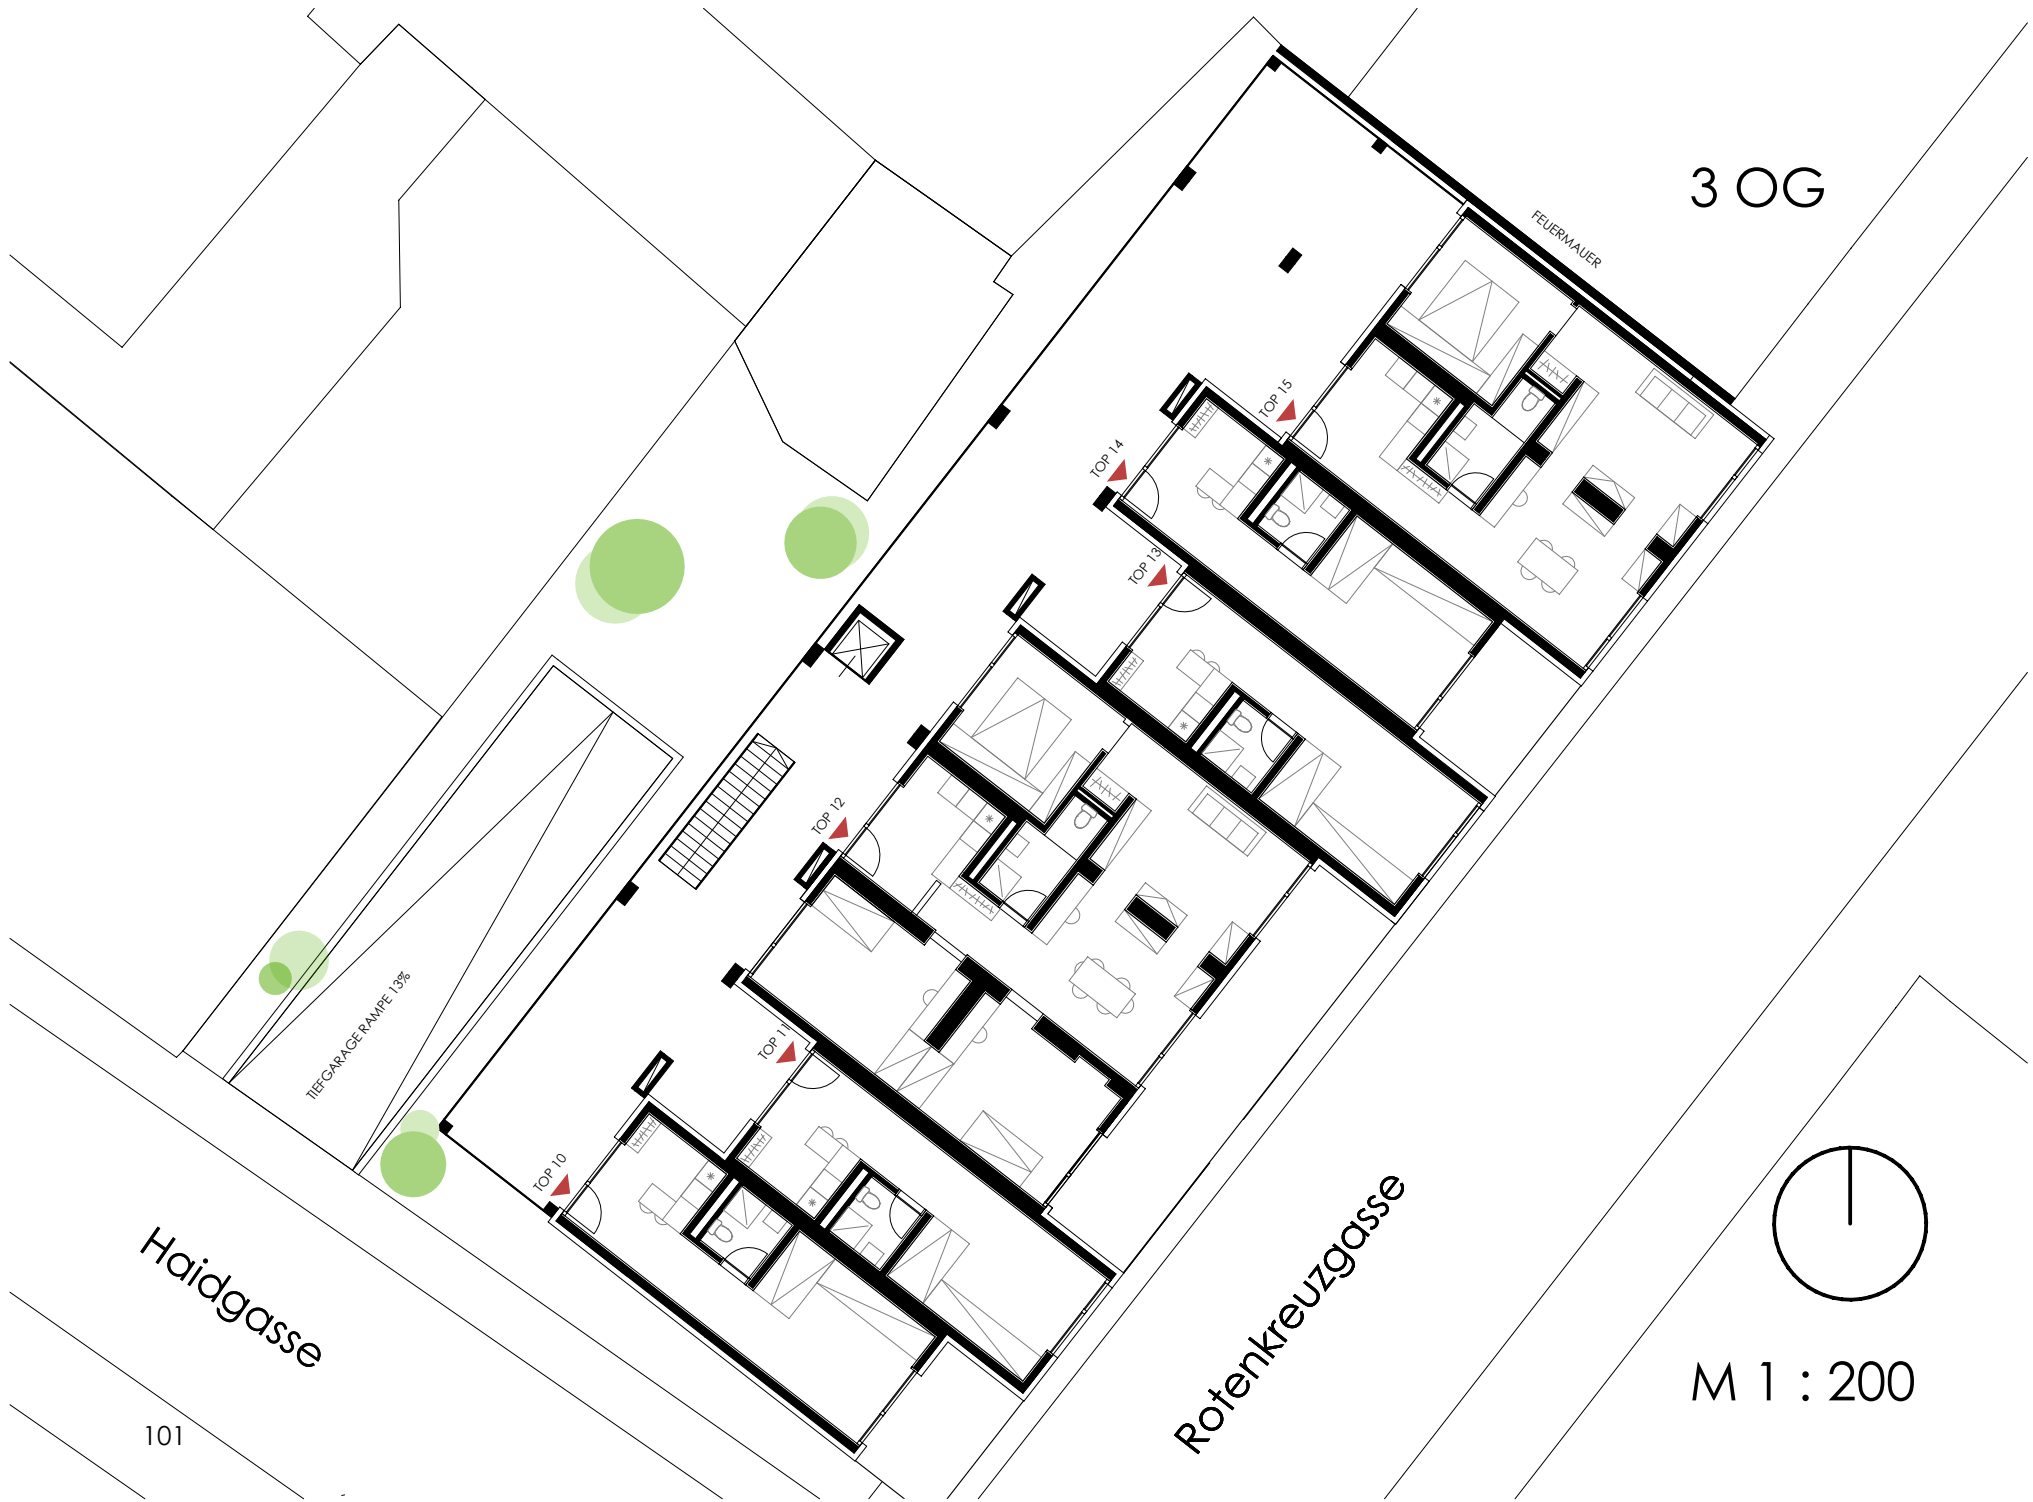 3 OG
FEUERMAUER
TOP 15
TOP 14
TOP 13
TOP 12
TOP 11
TOP 10
TIEFGARAGE RAMPE 13%
Haidgasse
Rotenkreuzgasse
M 1 : 200
101